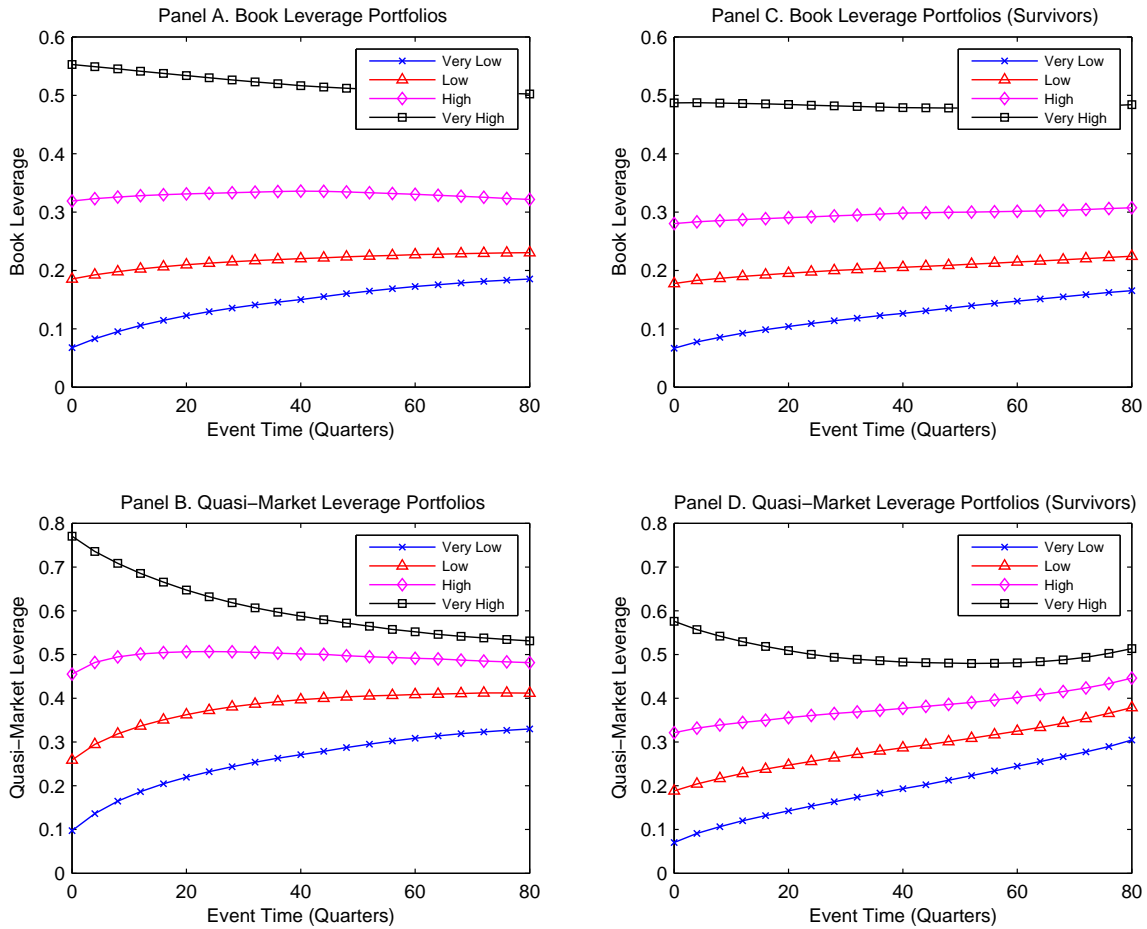 Panel A. Book Leverage Portfolios
0.6
0.5
0.4
0.3
0.2
0.1
0
Book Leverage
Very Low
Low
High
Very High
0 20 40 60 80
Event Time (Quarters)
Panel C. Book Leverage Portfolios (Survivors)
0.6
0.5
0.4
0.3
0.2
0.1
0
Book Leverage
Very Low
Low
High
Very High
0 20 40 60 80
Event Time (Quarters)
Panel B. Quasi−Market Leverage Portfolios
0.8
0.7
0.6
0.5
0.4
0.3
0.2
0.1
0
Quasi−Market Leverage
Very Low
Low
High
Very High
0 20 40 60 80
Event Time (Quarters)
Panel D. Quasi−Market Leverage Portfolios (Survivors)
0.8
0.7
0.6
0.5
0.4
0.3
0.2
0.1
0
Quasi−Market Leverage
Very Low
Low
High
Very High
0 20 40 60 80
Event Time (Quarters)